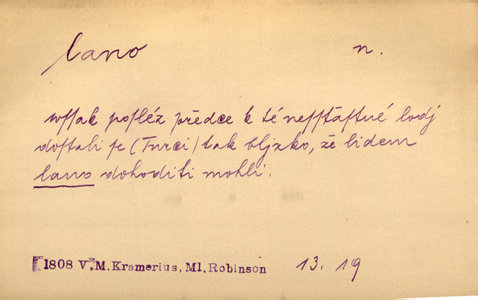 lano n.
wssak posléz předce k té nessťastné lodj
dostali se (Turci) tak bljzko, že lidem
lano dohoditi mohli.
1808 V. M. Kramerius, Ml. Robinson 13. 19